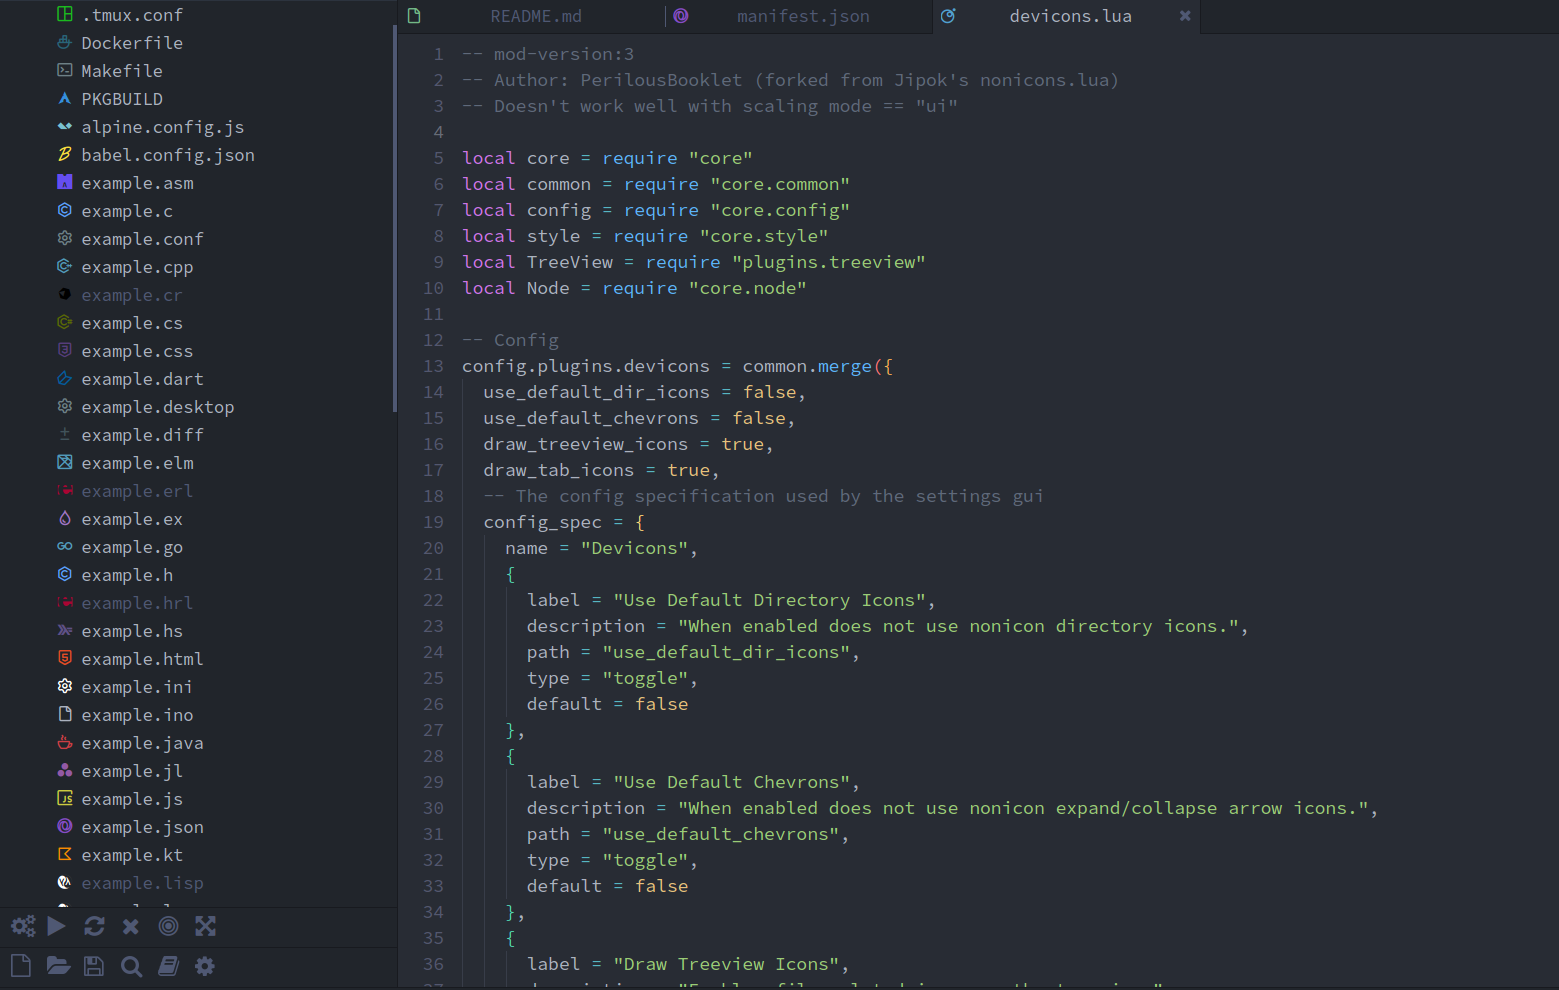 .tmux.conf
Dockerfile
Makefile
PKGBUILD
alpine.config.js
babel.config.json
example.asm
example.c
example.conf
example.cpp
example.cr
example.cs
example.css
example.dart
example.desktop
example.diff
example.elm
example.erl
example.ex
example.go
example.h
example.hrl
example.hs
example.html
example.ini
example.ino
example.java
example.jl
example.js
example.json
example.kt
example.lisp
README.md
manifest.json
devicons.lua
1 -- mod-version:3
2 -- Author: PerilousBooklet (forked from Jipok's nonicons.lua)
3 -- Doesn't work well with scaling mode == "ui"
4
5 local core = require "core"
6 local common = require "core.common"
7 local config = require "core.config"
8 local style = require "core.style"
9 local TreeView = require "plugins.treeview"
10 local Node = require "core.node"
11
12 -- Config
13 config.plugins.devicons = common.merge({
14 use_default_dir_icons = false,
15 use_default_chevrons = false,
16 draw_treeview_icons = true,
17 draw_tab_icons = true,
18 -- The config specification used by the settings gui
19 config_spec = {
20 name = "Devicons",
21 {
22 label = "Use Default Directory Icons",
23 description = "When enabled does not use nonicon directory icons.",
24 path = "use_default_dir_icons",
25 type = "toggle",
26 default = false
27 },
28 {
29 label = "Use Default Chevrons",
30 description = "When enabled does not use nonicon expand/collapse arrow icons.",
31 path = "use_default_chevrons",
32 type = "toggle",
33 default = false
34 },
35 {
36 label = "Draw Treeview Icons",